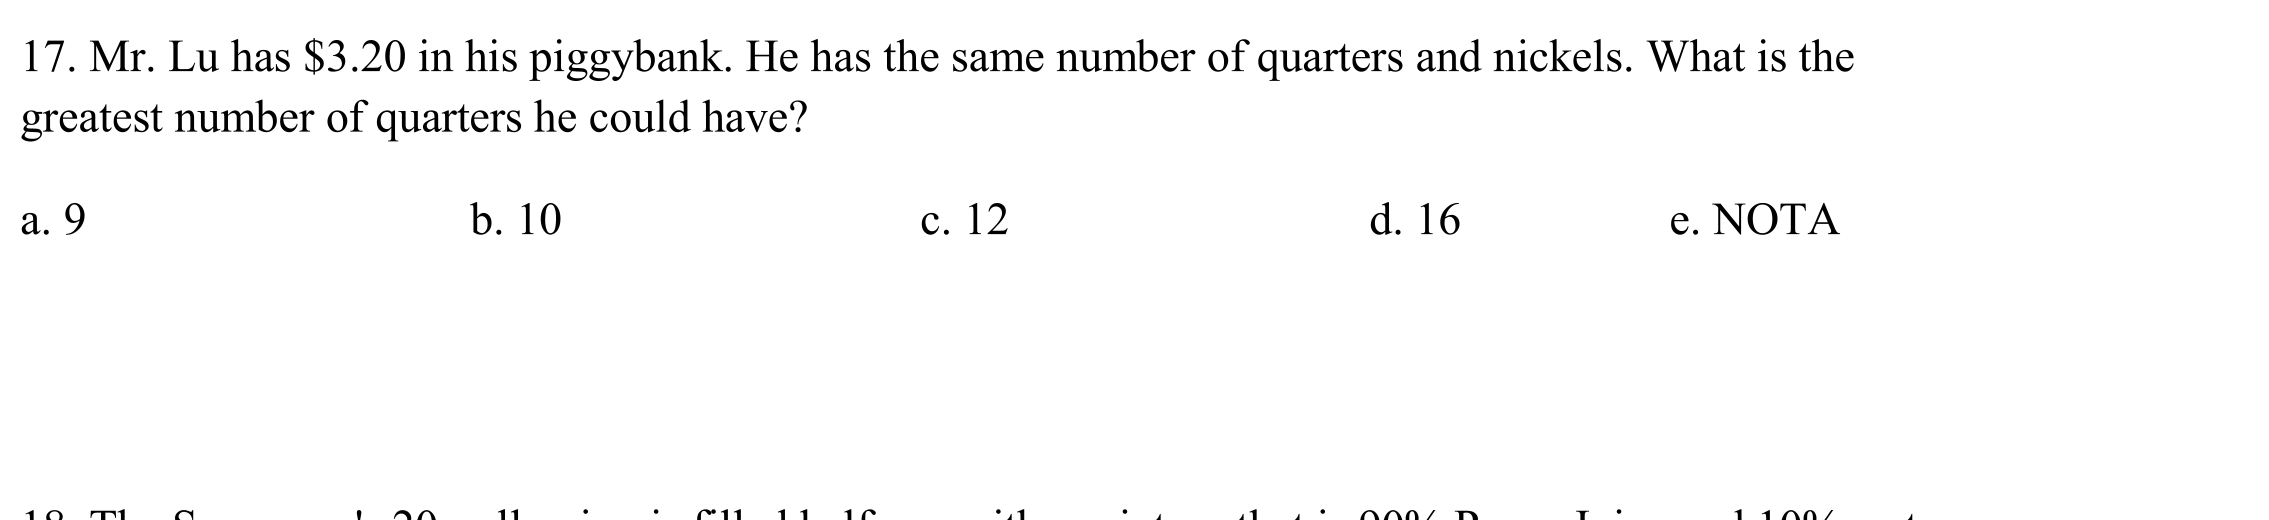 17. Mr. Lu has $3.20 in his piggybank. He has the same number of quarters and nickels. What is the
greatest number of quarters he could have?
a. 9 b. 10 c. 12 d. 16 e. NOTA